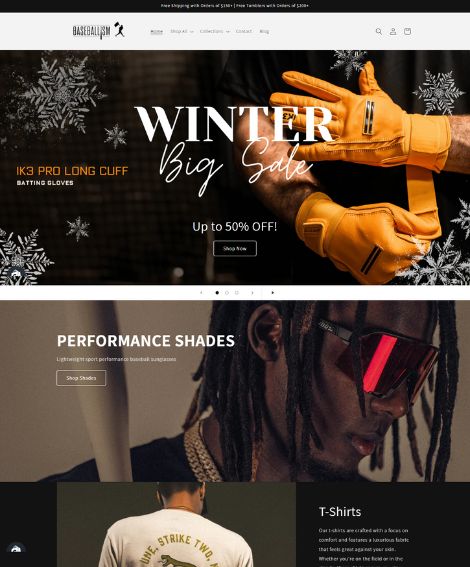 Free Shipping with Orders of $150+ | Free Tumblers with Orders of $200+
BASEBALLISM
Home Shop All Collections Contact Blog
WINTER
Big Sale
IK3 PRO LONG CUFF
BATTING GLOVES
Up to 50% OFF!
Shop Now
PERFORMANCE SHADES
Lightweight sport performance baseball sunglasses
Shop Shades
UNE, STRIKE TWO,
T-Shirts
Our t-shirts are crafted with a focus on
comfort and features a luxurious fabric
that feels great against your skin.
Whether you're on the field or in the